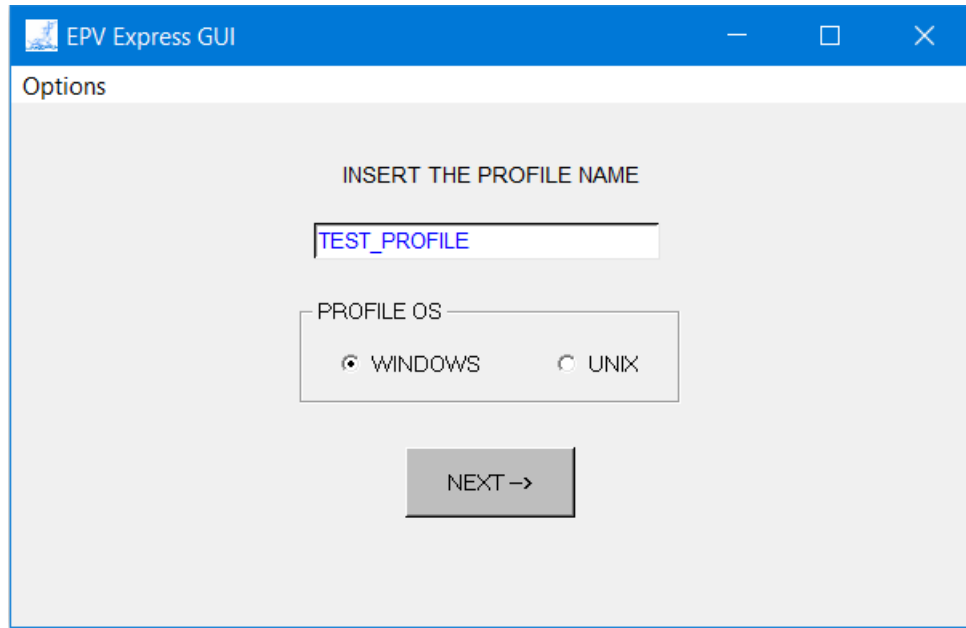 EPV Express GUI
Options
INSERT THE PROFILE NAME
TEST_PROFILE
PROFILE OS
WINDOWS UNIX
NEXT -->